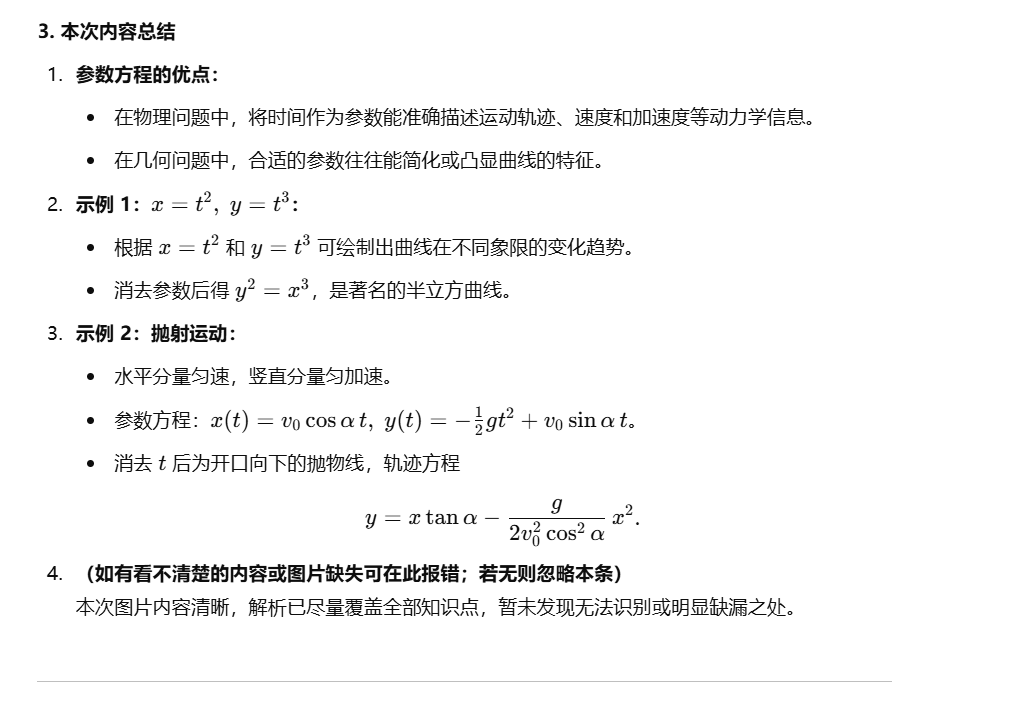 3. 本次内容总结
1. 参数方程的优点：
• 在物理问题中，将时间作为参数能准确描述运动轨迹、速度和加速度等动力学信息。
• 在几何问题中，合适的参数往往能简化或凸显曲线的特征。
2. 示例 1：x = t², y = t³：
• 根据 x = t² 和 y = t³ 可绘制出曲线在不同象限的变化趋势。
• 消去参数后得 y² = x³，是著名的半立方曲线。
3. 示例 2：抛射运动：
• 水平分量匀速，竖直分量匀加速。
• 参数方程：x(t) = v₀ cos α t, y(t) = −½gt² + v₀ sin α t。
• 消去 t 后为开口向下的抛物线，轨迹方程
y = x tan α − g / (2v₀² cos² α) x².
4. （如有看不清楚的内容或图片缺失可在此报错；若无则忽略本条）
本次图片内容清晰，解析已尽量覆盖全部知识点，暂未发现无法识别或明显缺漏之处。